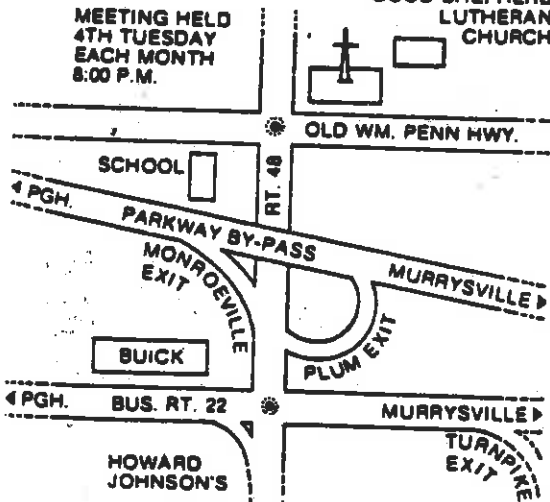 MEETING HELD
4TH TUESDAY
EACH MONTH
8:00 P.M.
LUTHERAN
CHURCH
OLD WM. PENN HWY.
SCHOOL
RT. 48
PGH.
PARKWAY BY-PASS
MURRYSVILLE
MONROEVILLE
EXIT
PLUM EXIT
BUICK
PGH.
BUS. RT. 22
MURRYSVILLE
TURNPIKE
EXIT
HOWARD
JOHNSON'S